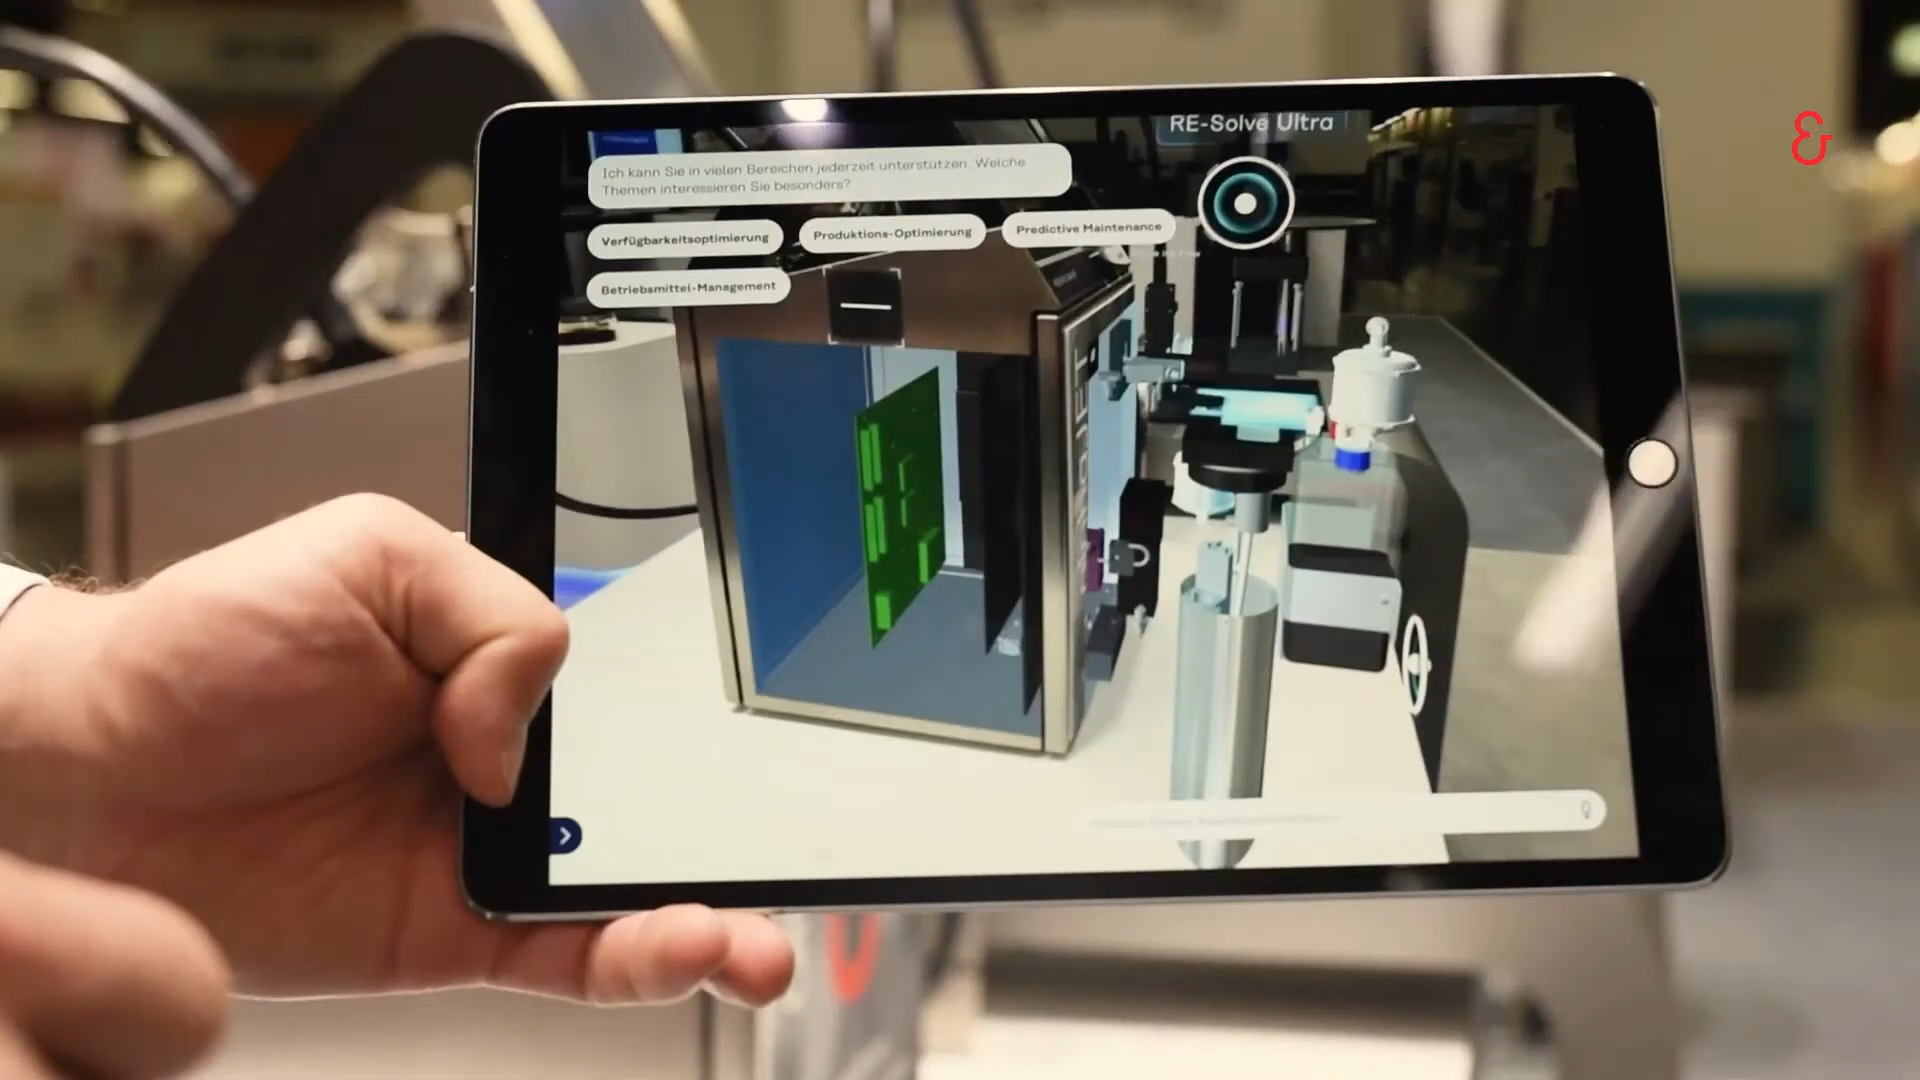 RE-Solve Ultra
Ich kann Sie in vielen Bereichen jederzeit unterstützen. Welche
Themen interessieren Sie besonders?
Verfügbarkeitsoptimierung
Produktions-Optimierung
Predictive Maintenance
Betriebsmittel-Management
&